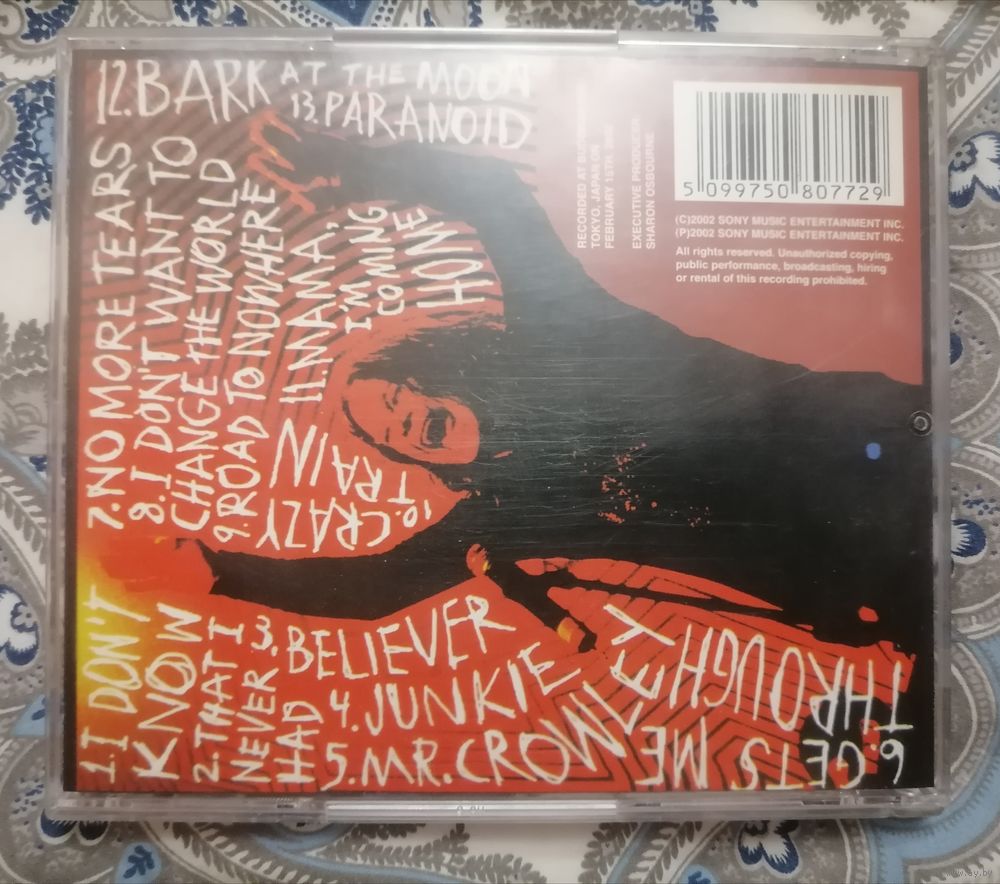 1. I DON'T
KNOW
2. THAT I
NEVER
HAD
3.
BELIEVER
4. JUNKIE
5. MR. CROWLEY
6. GETS ME
THROUGH
7. NO MORE TEARS
8. I DON'T WANT TO
CHANGE THE WORLD
9. ROAD TO NOWHERE
10. CRAZY
TRAIN
11. MAMA,
I'M
COMING
HOME
12. BARK AT THE MOON
13. PARANOID
RECORDED AT
TOKYO, JAPAN ON
FEBRUARY 15TH, 2002
EXECUTIVE PRODUCER
SHARON OSBOURNE
5 099750 807729
(C)2002 SONY MUSIC ENTERTAINMENT INC.
(P)2002 SONY MUSIC ENTERTAINMENT INC.
All rights reserved. Unauthorized copying,
public performance, broadcasting, hiring
or rental of this recording prohibited.
www.ay.by